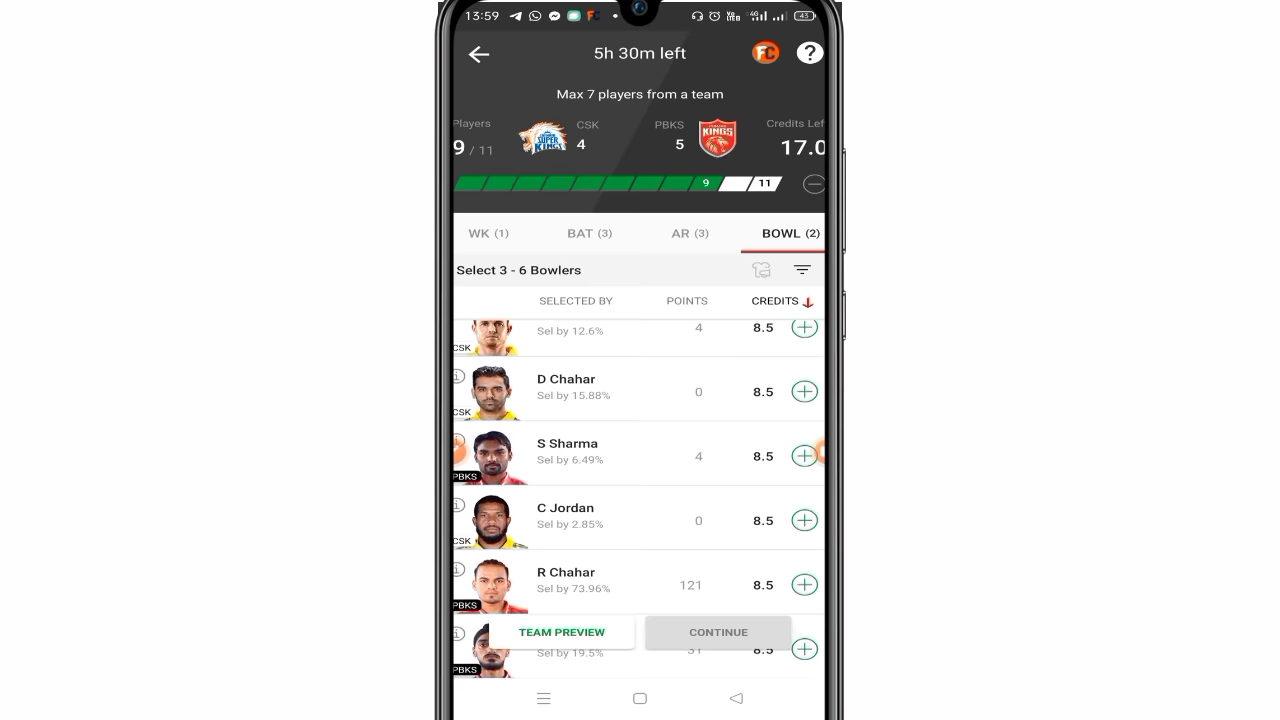 13:59
5h 30m left
FC
?
Max 7 players from a team
Players
9 / 11
CSK
4
PBKS
5
Credits Lef
17.0
9
11
WK (1)
BAT (3)
AR (3)
BOWL (2)
Select 3 - 6 Bowlers
SELECTED BY
POINTS
CREDITS
CSK
Sel by 12.6%
4
8.5
D Chahar
CSK
Sel by 15.88%
0
8.5
S Sharma
PBKS
Sel by 6.49%
4
8.5
C Jordan
CSK
Sel by 2.85%
0
8.5
R Chahar
PBKS
Sel by 73.96%
121
8.5
TEAM PREVIEW
CONTINUE
PBKS
Sel by 19.5%
31
8.5